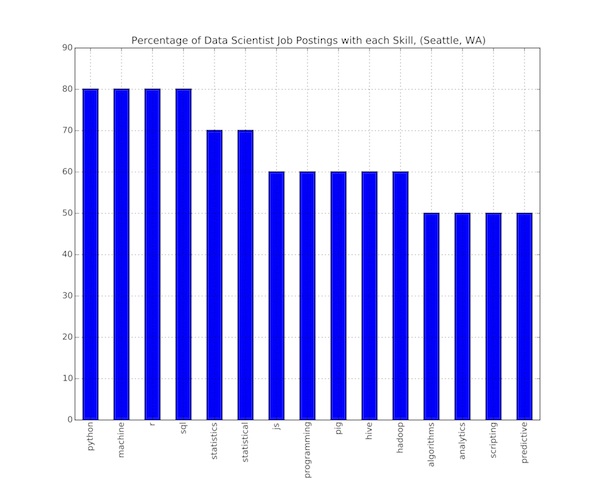 Percentage of Data Scientist Job Postings with each Skill, (Seattle, WA)
90
80
70
60
50
40
30
20
10
0
python
machine
r
sql
statistics
statistical
js
programming
pig
hive
hadoop
algorithms
analytics
scripting
predictive